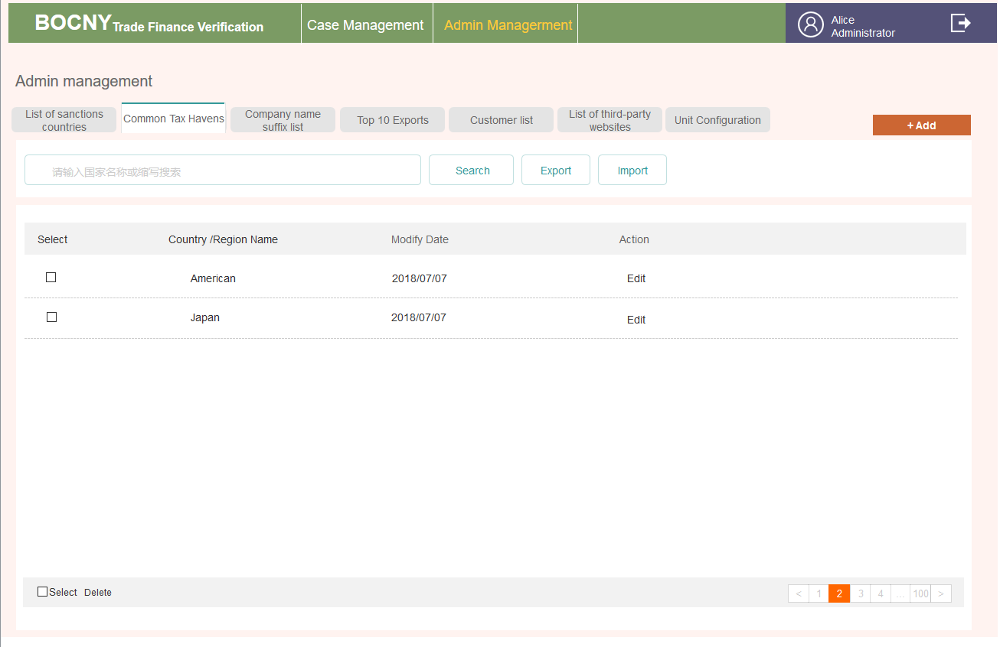 BOCNY Trade Finance Verification
Case Management
Admin Managerment
Alice
Administrator
Admin management
List of sanctions
countries
Common Tax Havens
Company name
suffix list
Top 10 Exports
Customer list
List of third-party
websites
Unit Configuration
+ Add
请输入国家名称或缩写搜索
Search
Export
Import
Select Country /Region Name Modify Date Action
American 2018/07/07 Edit
Japan 2018/07/07 Edit
Select Delete
< 1 2 3 4 ... 100 >